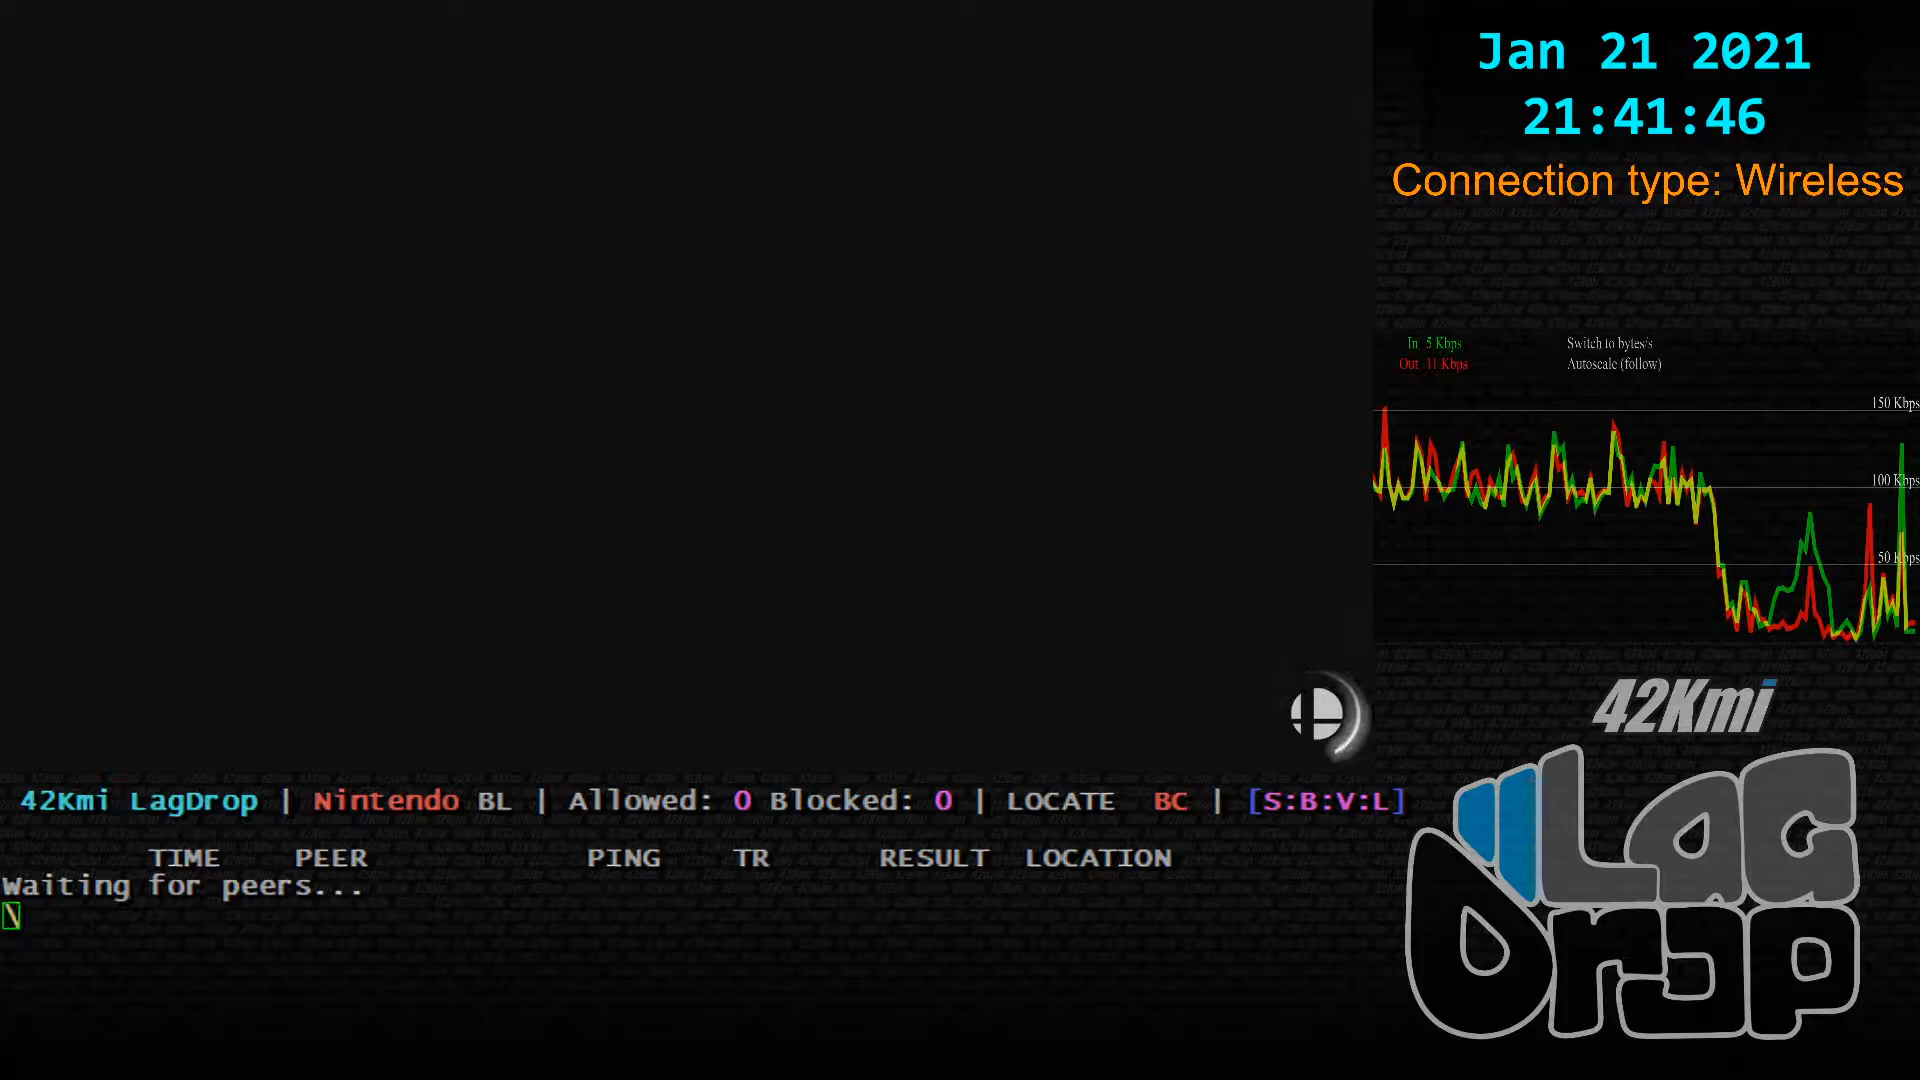 Jan 21 2021
21:41:46
Connection type: Wireless
In 5 Kbps
Switch to bytes/s
Out 11 Kbps
Autoscale (follow)
150 Kbps
100 Kbps
50 Kbps
42Kmi
LagDrop
42Kmi LagDrop | Nintendo BL | Allowed: 0 Blocked: 0 | LOCATE BC | [S:B:V:L]
TIME PEER PING TR RESULT LOCATION
Waiting for peers...
\